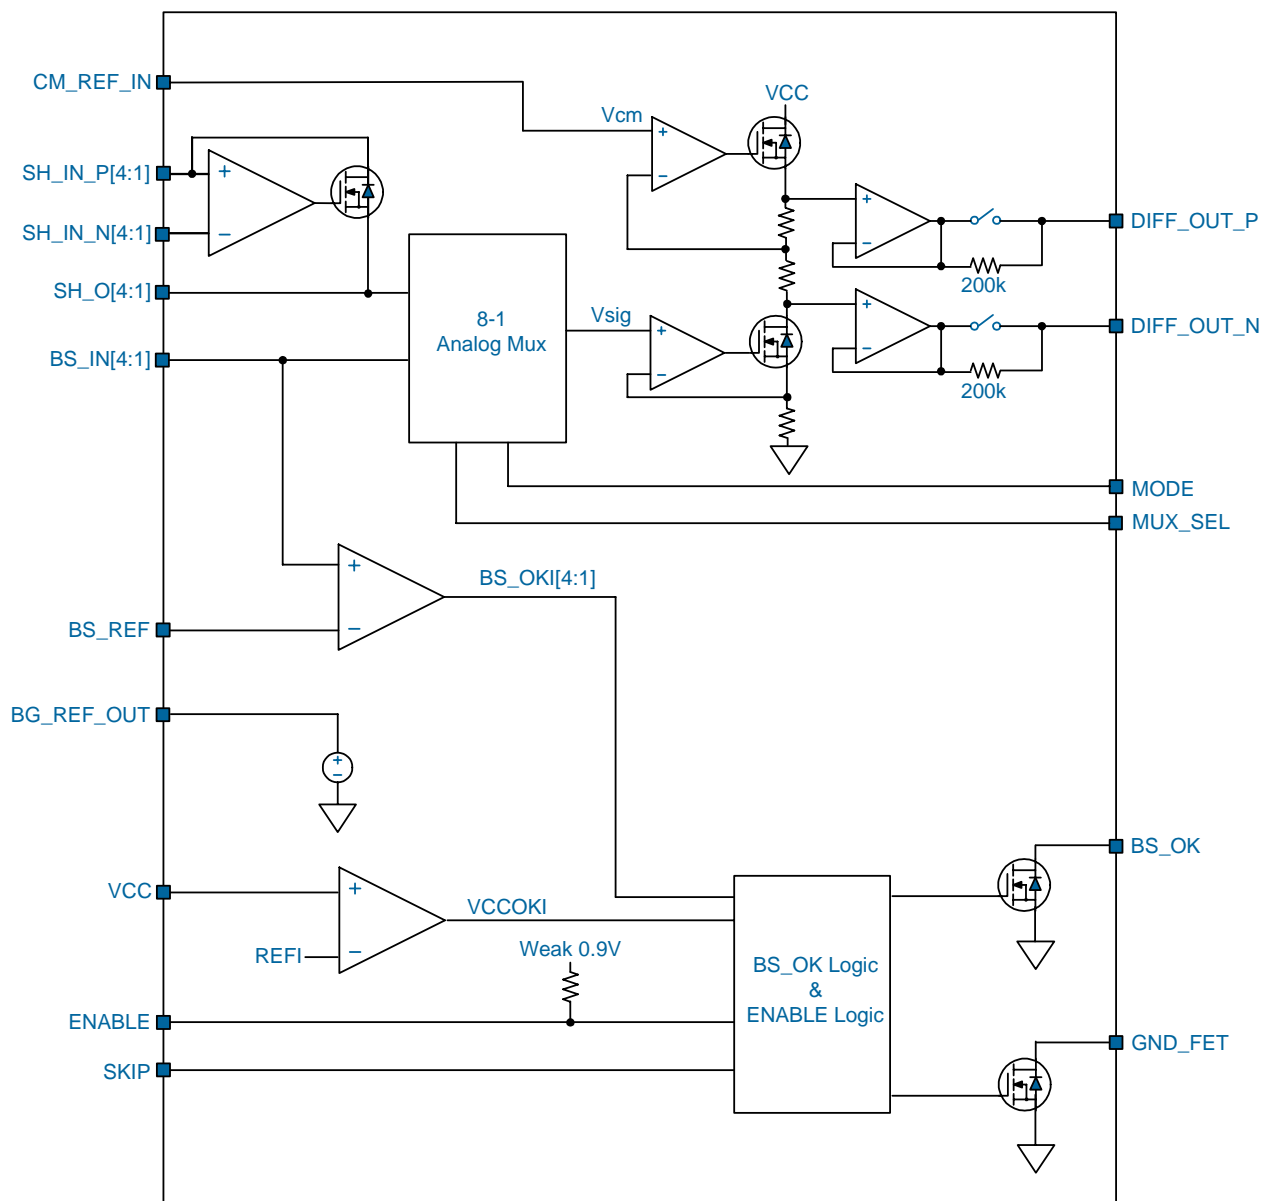 CM_REF_IN
VCC
Vcm
+
−
SH_IN_P[4:1]
+
SH_IN_N[4:1]
−
+
−
DIFF_OUT_P
200k
SH_O[4:1]
8-1
Analog Mux
Vsig
+
−
+
−
DIFF_OUT_N
200k
BS_IN[4:1]
MODE
MUX_SEL
+
−
BS_OKI[4:1]
BS_REF
BG_REF_OUT
+
−
BS_OK
VCC
+
−
VCCOKI
REFI
Weak 0.9V
BS_OK Logic
&
ENABLE Logic
ENABLE
SKIP
GND_FET